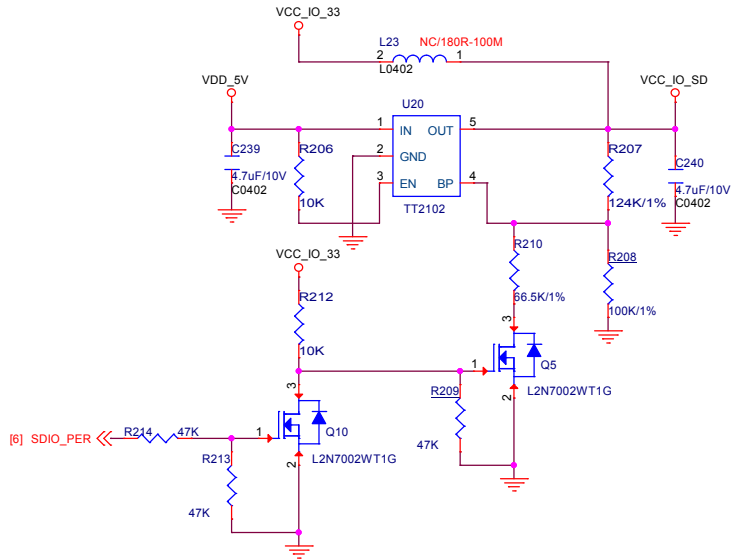 VCC_IO_33
L23 NC/180R-100M
2 1
L0402
VDD_5V
VCC_IO_SD
U20
1 IN OUT 5
2 GND
3 EN BP 4
TT2102
C239
4.7uF/10V
C0402
R206
10K
R207
124K/1%
C240
4.7uF/10V
C0402
R210
66.5K/1%
R208
100K/1%
VCC_IO_33
R212
10K
3
1 Q5
2
L2N7002WT1G
R209
47K
3
1 Q10
2
L2N7002WT1G
[6] SDIO_PER
R214 47K
R213
47K